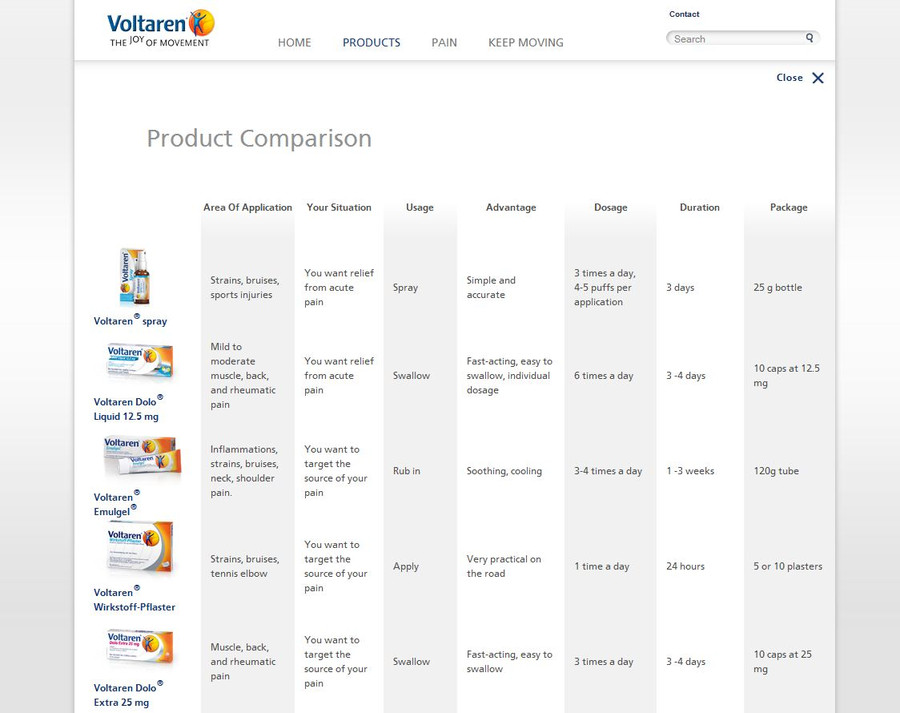 Voltaren
THE JOY OF MOVEMENT
HOME PRODUCTS PAIN KEEP MOVING
Contact
Search
Close X
Product Comparison
Area Of Application Your Situation Usage Advantage Dosage Duration Package
Voltaren
Voltaren® spray
Strains, bruises,
sports injuries
You want relief
from acute
pain
Spray
Simple and
accurate
3 times a day,
4-5 puffs per
application
3 days
25 g bottle
Voltaren
Voltaren Dolo®
Liquid 12.5 mg
Mild to
moderate
muscle, back,
and rheumatic
pain
You want relief
from acute
pain
Swallow
Fast-acting, easy to
swallow, individual
dosage
6 times a day
3 -4 days
10 caps at 12.5
mg
Voltaren
Voltaren®
Emulgel®
Inflammations,
strains, bruises,
neck, shoulder
pain.
You want to
target the
source of your
pain
Rub in
Soothing, cooling
3-4 times a day
1 -3 weeks
120g tube
Voltaren
Voltaren®
Wirkstoff-Pflaster
Strains, bruises,
tennis elbow
You want to
target the
source of your
pain
Apply
Very practical on
the road
1 time a day
24 hours
5 or 10 plasters
Voltaren
Dolo Extra 25 mg
Voltaren Dolo®
Extra 25 mg
Muscle, back,
and rheumatic
pain
You want to
target the
source of your
pain
Swallow
Fast-acting, easy to
swallow
3 times a day
3 -4 days
10 caps at 25
mg